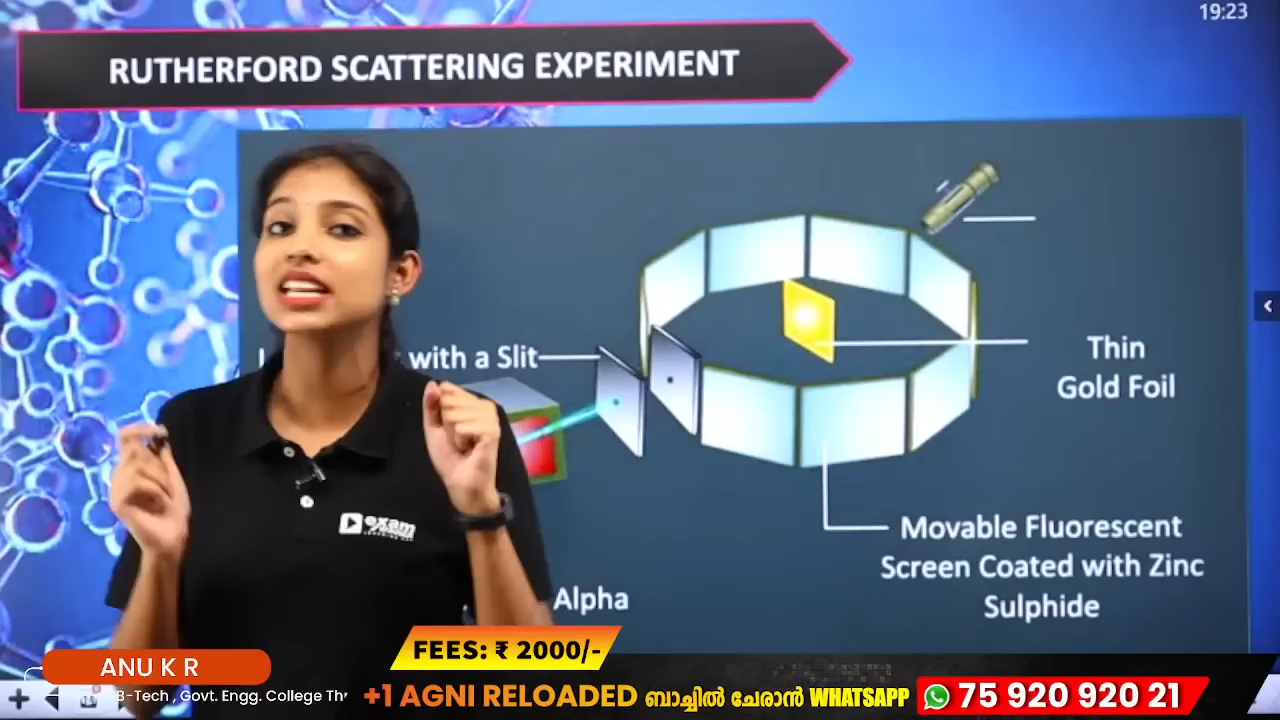 19:23
RUTHERFORD SCATTERING EXPERIMENT
with a Slit
Thin
Gold Foil
Movable Fluorescent
Screen Coated with Zinc
Sulphide
Alpha
exam
FEES: ₹ 2000/-
ANU K R
B-Tech , Govt. Engg. College Th
+1 AGNI RELOADED ബാച്ചിൽ ചേരാൻ WHATSAPP 75 920 920 21